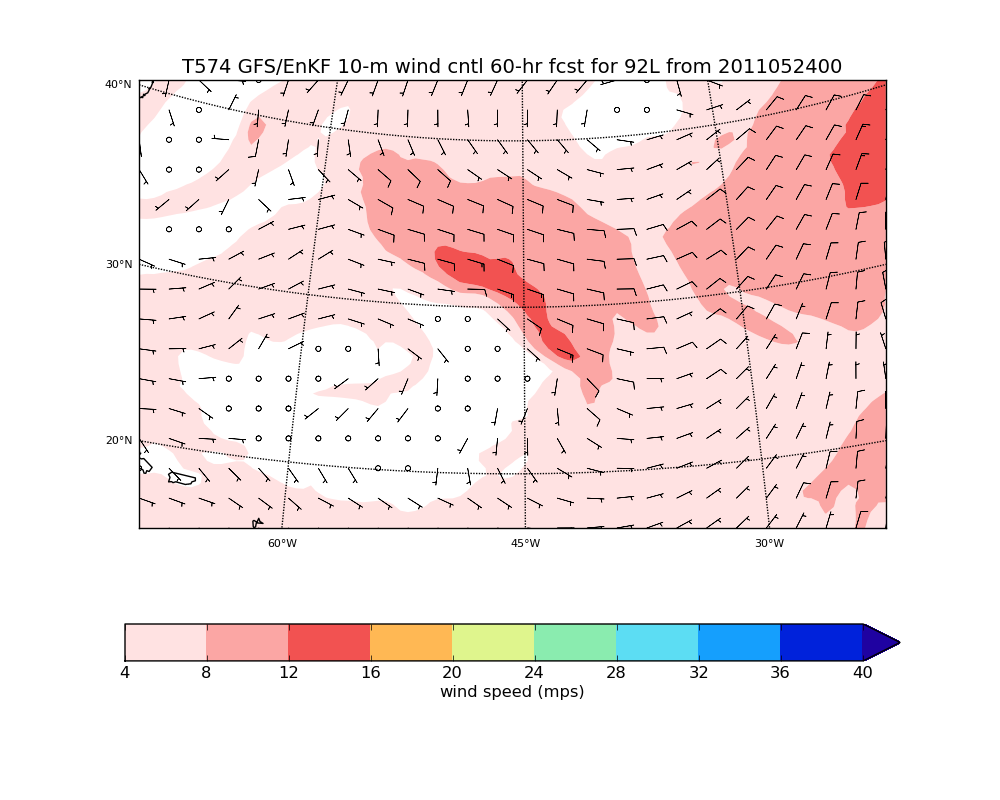 T574 GFS/EnKF 10-m wind cntl 60-hr fcst for 92L from 2011052400
40°N
30°N
20°N
60°W 45°W 30°W
4 8 12 16 20 24 28 32 36 40
wind speed (mps)